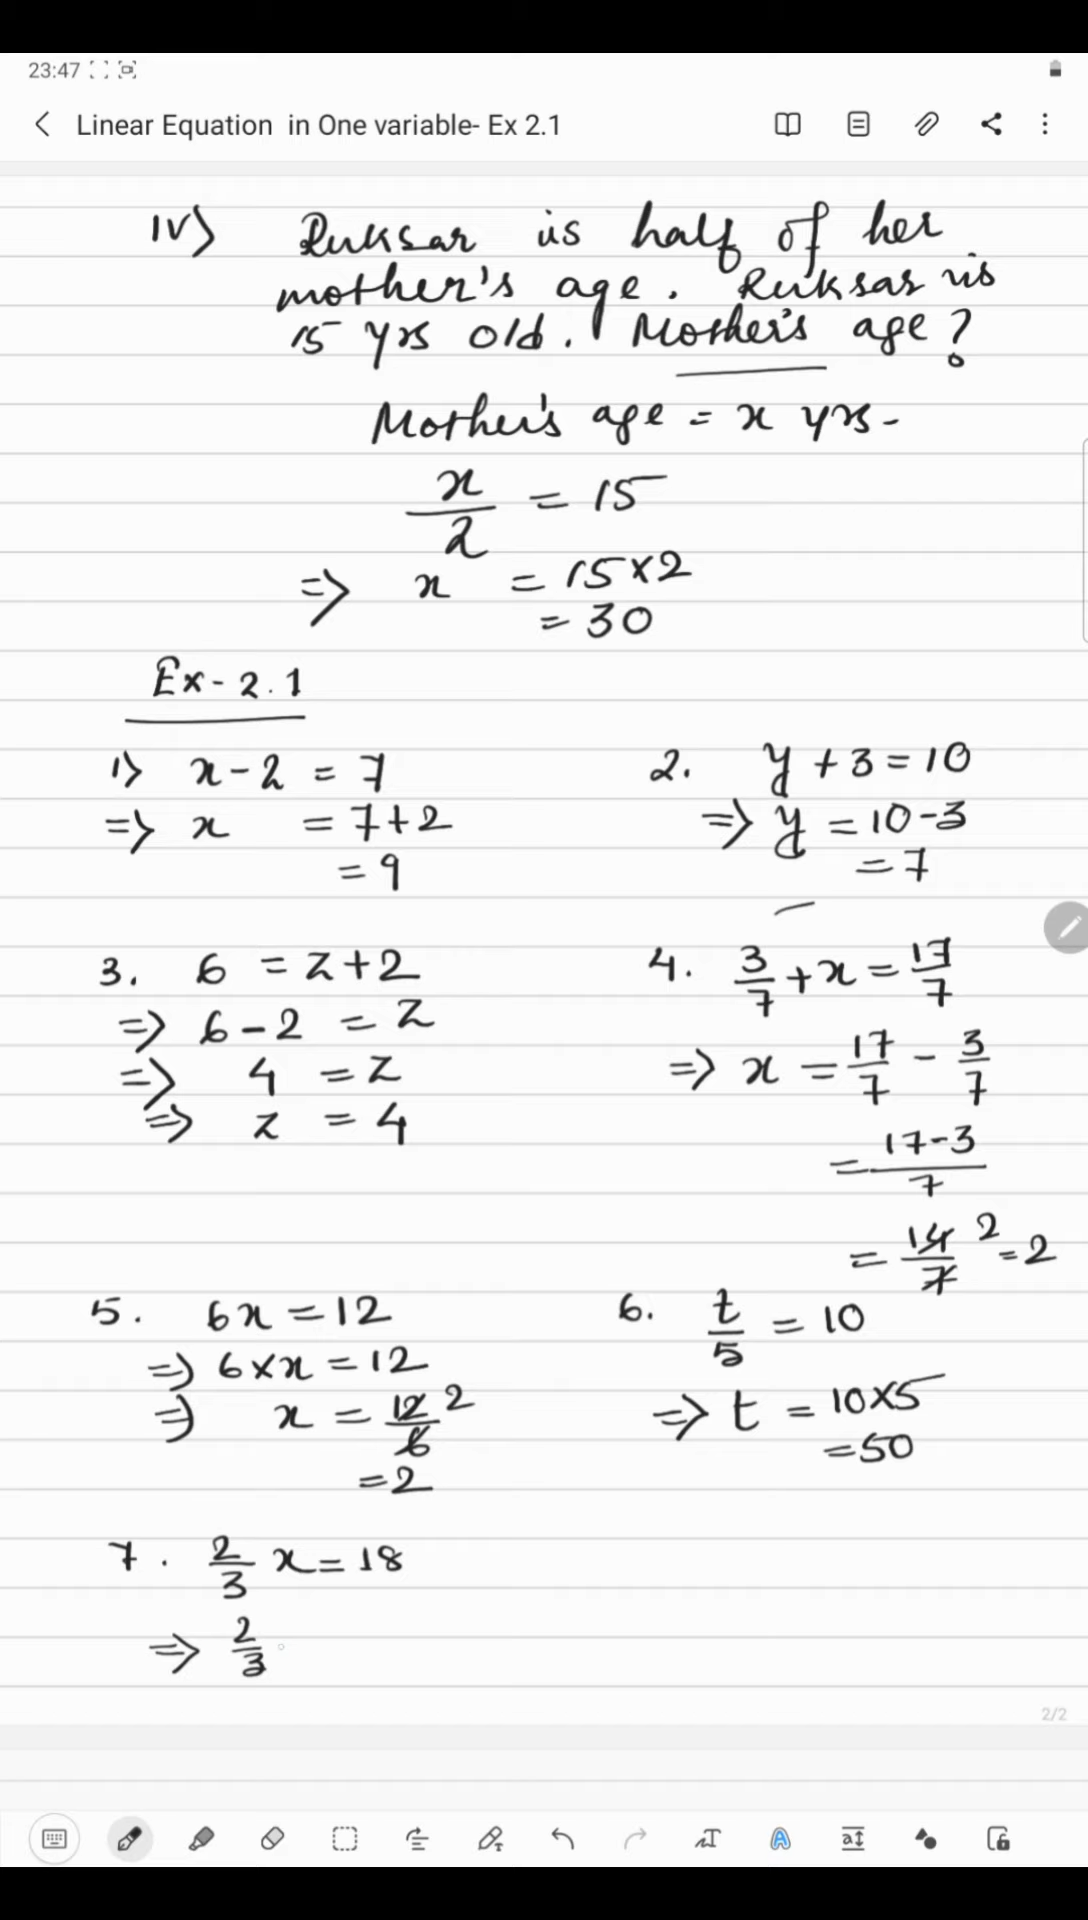 23:47
Linear Equation in One variable- Ex 2.1
iv) Ruksar is half of her
mother's age. Ruksar is
15 yrs old. Mother's age?
Mother's age = x yrs-
x/2 = 15
=> x = 15×2
= 30
Ex-2.1
1) x-2 = 7
=> x = 7+2
= 9
2. y+3=10
=> y =10-3
=7
3. 6 = z+2
=> 6-2 = z
=> 4 = z
=> z = 4
4. 3/7 + x = 17/7
=> x = 17/7 - 3/7
= 17-3/7
= 14/7 2 = 2
5. 6x = 12
=> 6×x = 12
=> x = 12/6 2
=2
6. t/5 = 10
=> t = 10×5
=50
7. 2/3 x = 18
=> 2/3
2/2